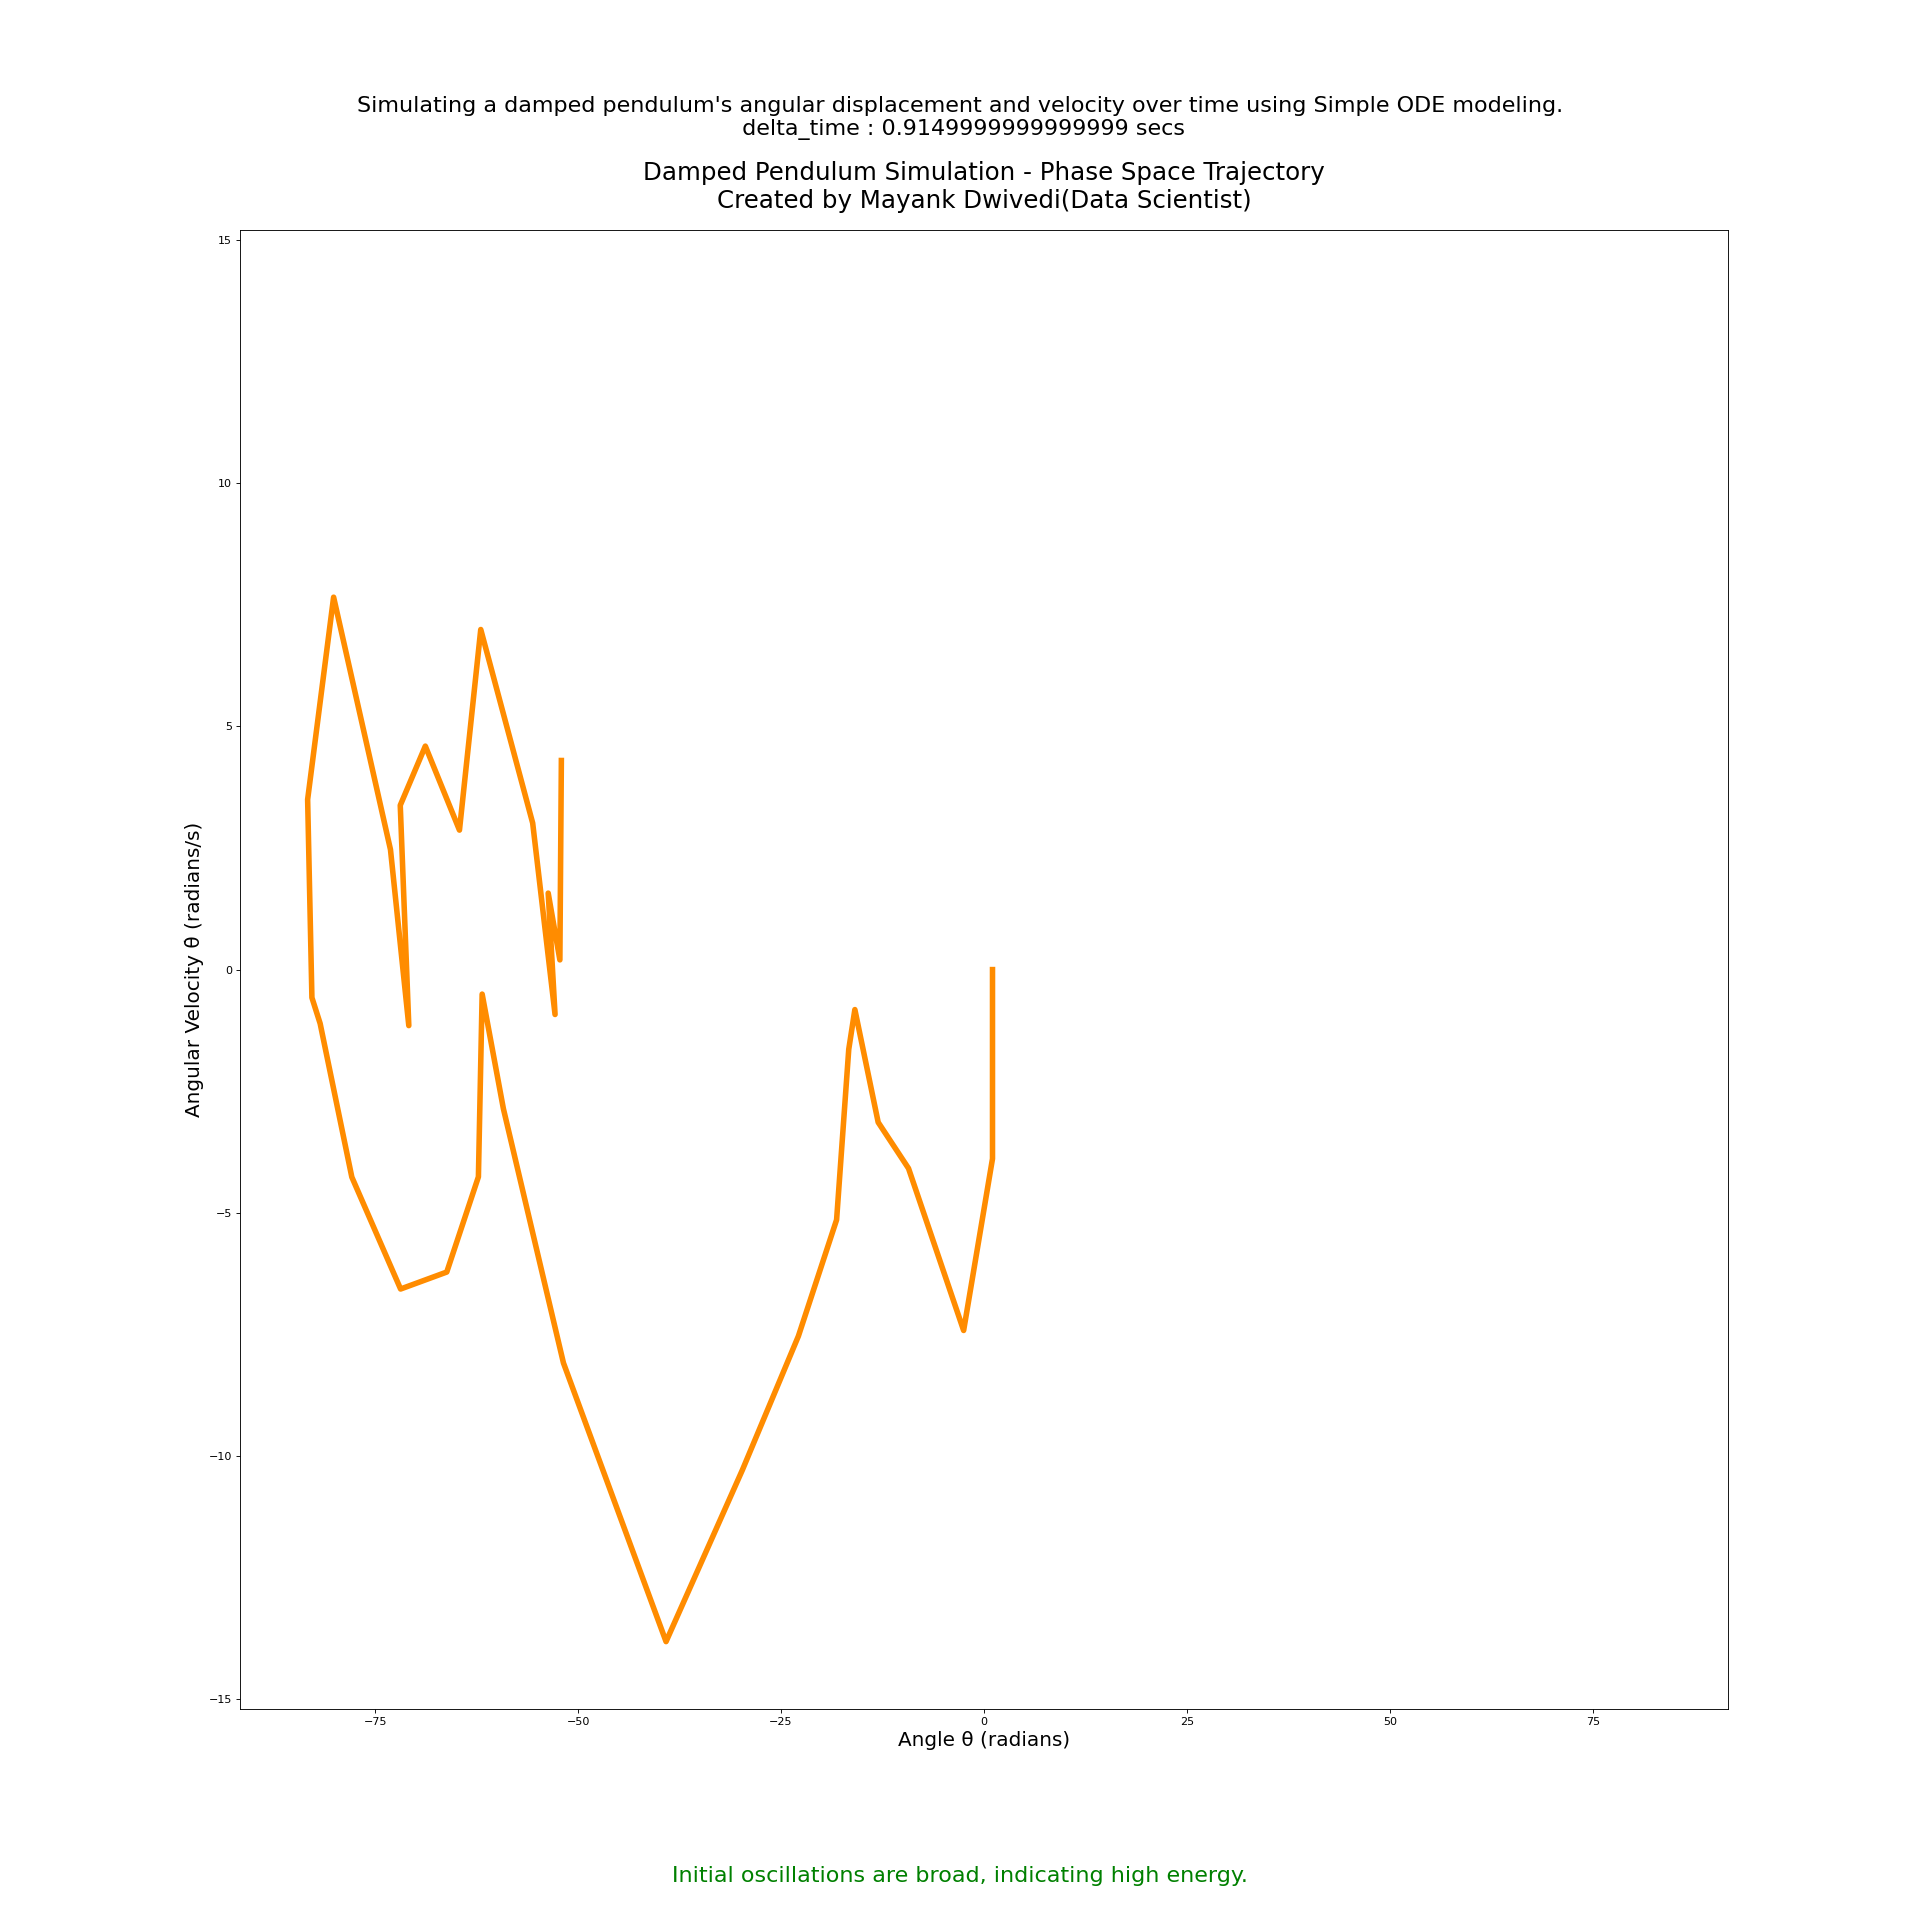 Simulating a damped pendulum's angular displacement and velocity over time using Simple ODE modeling.
delta_time : 0.9149999999999999 secs
Damped Pendulum Simulation - Phase Space Trajectory
Created by Mayank Dwivedi(Data Scientist)
15
10
5
0
−5
−10
−15
Angular Velocity θ (radians/s)
−75
−50
−25
0
25
50
75
Angle θ (radians)
Initial oscillations are broad, indicating high energy.